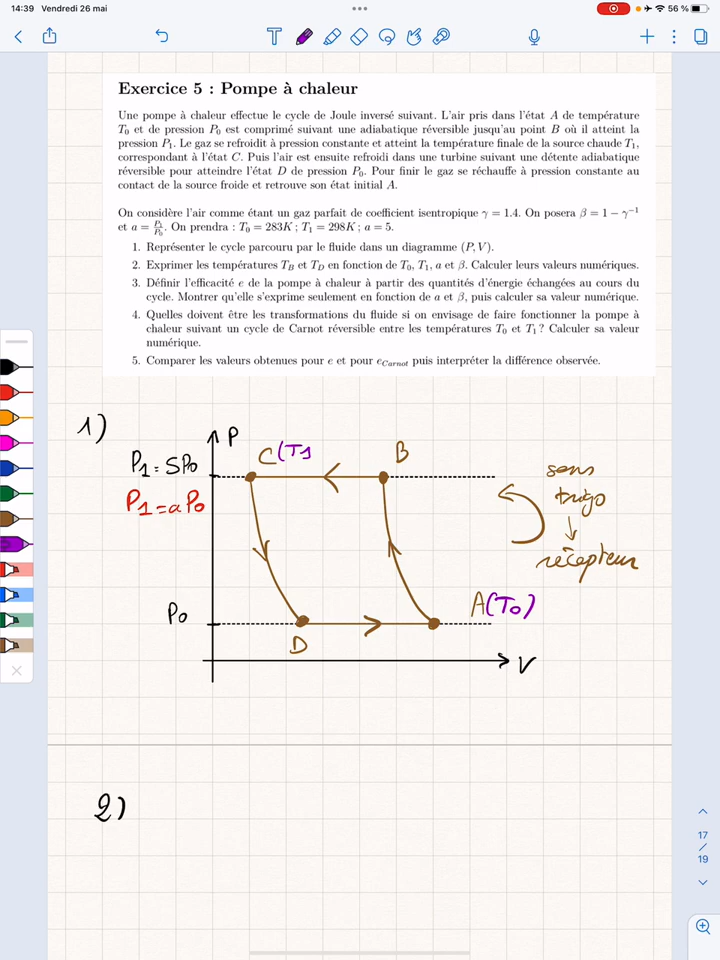 14:39 Vendredi 26 mai
56 %
Exercice 5 : Pompe à chaleur
Une pompe à chaleur effectue le cycle de Joule inversé suivant. L'air pris dans l'état A de température
T₀ et de pression P₀ est comprimé suivant une adiabatique réversible jusqu'au point B où il atteint la
pression P₁. Le gaz se refroidit à pression constante et atteint la température finale de la source chaude T₁,
correspondant à l'état C. Puis l'air est ensuite refroidi dans une turbine suivant une détente adiabatique
réversible pour atteindre l'état D de pression P₀. Pour finir le gaz se réchauffe à pression constante au
contact de la source froide et retrouve son état initial A.
On considère l'air comme étant un gaz parfait de coefficient isentropique γ = 1.4. On posera β = 1 − γ⁻¹
et a = P₁/P₀. On prendra : T₀ = 283K ; T₁ = 298K ; a = 5.
1. Représenter le cycle parcouru par le fluide dans un diagramme (P, V).
2. Exprimer les températures T_B et T_D en fonction de T₀, T₁, a et β. Calculer leurs valeurs numériques.
3. Définir l'efficacité e de la pompe à chaleur à partir des quantités d'énergie échangées au cours du
cycle. Montrer qu'elle s'exprime seulement en fonction de a et β, puis calculer sa valeur numérique.
4. Quelles doivent être les transformations du fluide si on envisage de faire fonctionner la pompe à
chaleur suivant un cycle de Carnot réversible entre les températures T₀ et T₁ ? Calculer sa valeur
numérique.
5. Comparer les valeurs obtenues pour e et pour e_Carnot puis interpréter la différence observée.
1)
P
C(T1
B
P1=5P0
P1=aP0
sens
trigo
↓
récepteur
P0
A(T0)
D
V
2)
17
/
19